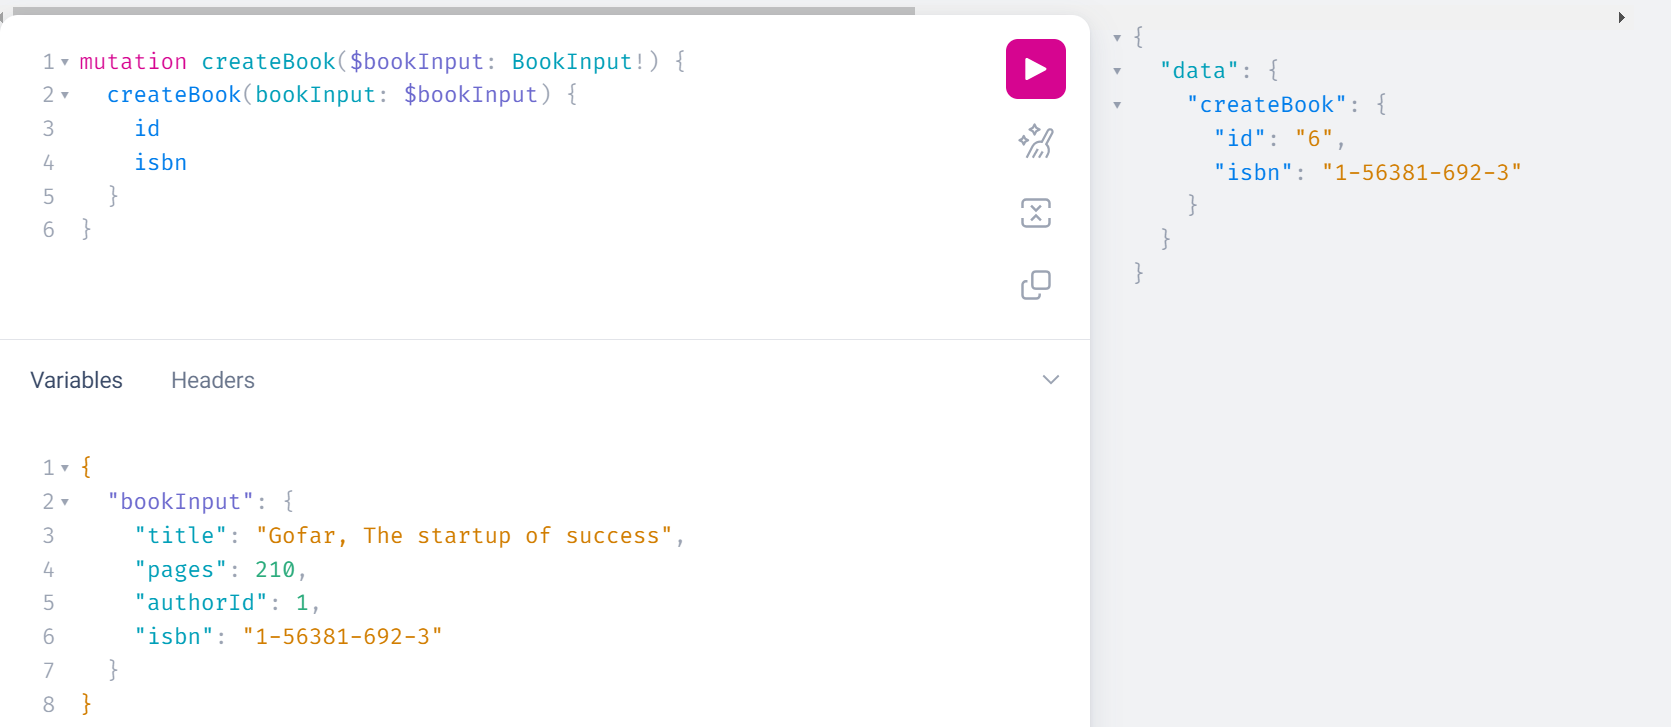 1 mutation createBook($bookInput: BookInput!) {
2   createBook(bookInput: $bookInput) {
3     id
4     isbn
5   }
6 }
Variables Headers
1 {
2   "bookInput": {
3     "title": "Gofar, The startup of success",
4     "pages": 210,
5     "authorId": 1,
6     "isbn": "1-56381-692-3"
7   }
8 }
{
  "data": {
    "createBook": {
      "id": "6",
      "isbn": "1-56381-692-3"
    }
  }
}